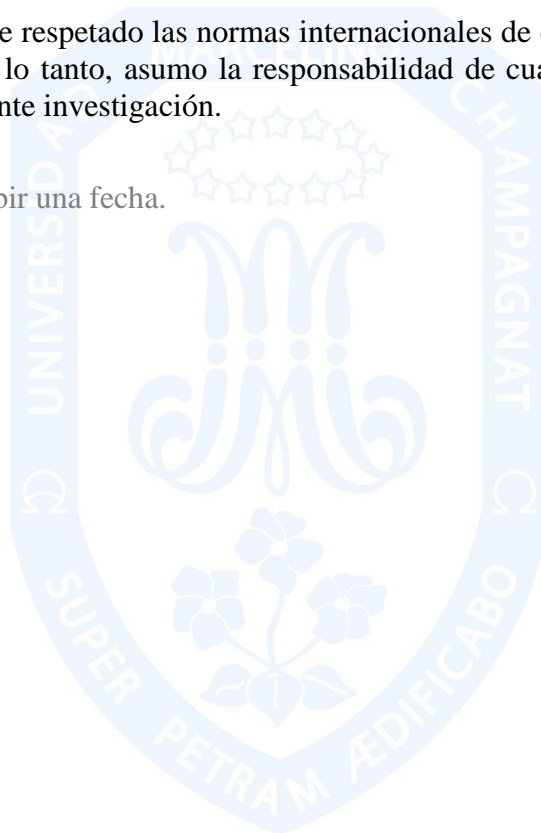 e respetado las normas internacionales de
lo tanto, asumo la responsabilidad de
nte investigación.
bir una fecha.
UNIVERSIDAD
MARCELINO
CHAMPAGNAT
SUPER PETRAM ÆDIFICABO